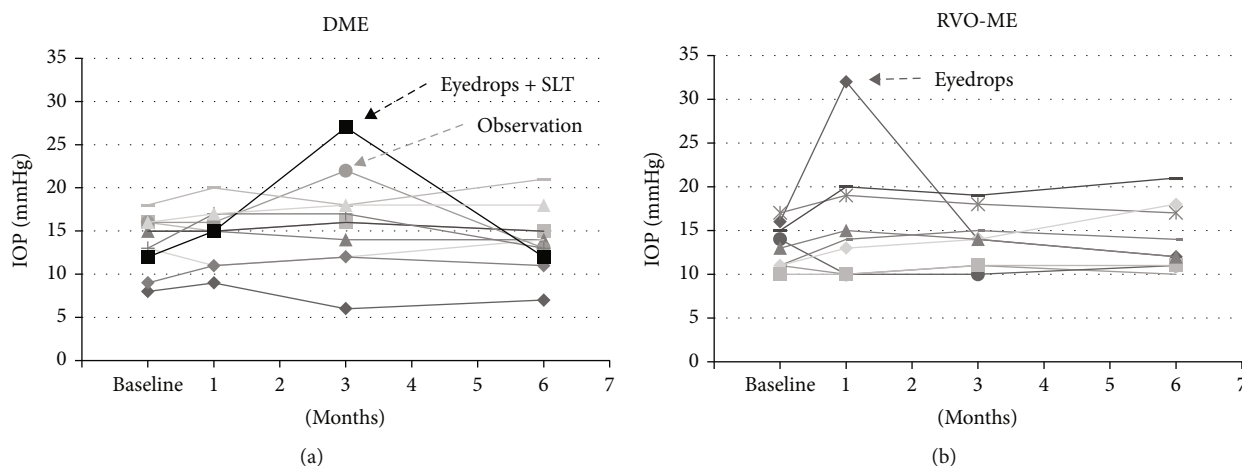 DME
35
30
25
20
15
10
5
0
IOP (mmHg)
Eyedrops + SLT
Observation
Baseline 1 2 3 4 5 6 7
(Months)
(a)
RVO-ME
35
30
25
20
15
10
5
0
IOP (mmHg)
Eyedrops
Baseline 1 2 3 4 5 6 7
(Months)
(b)